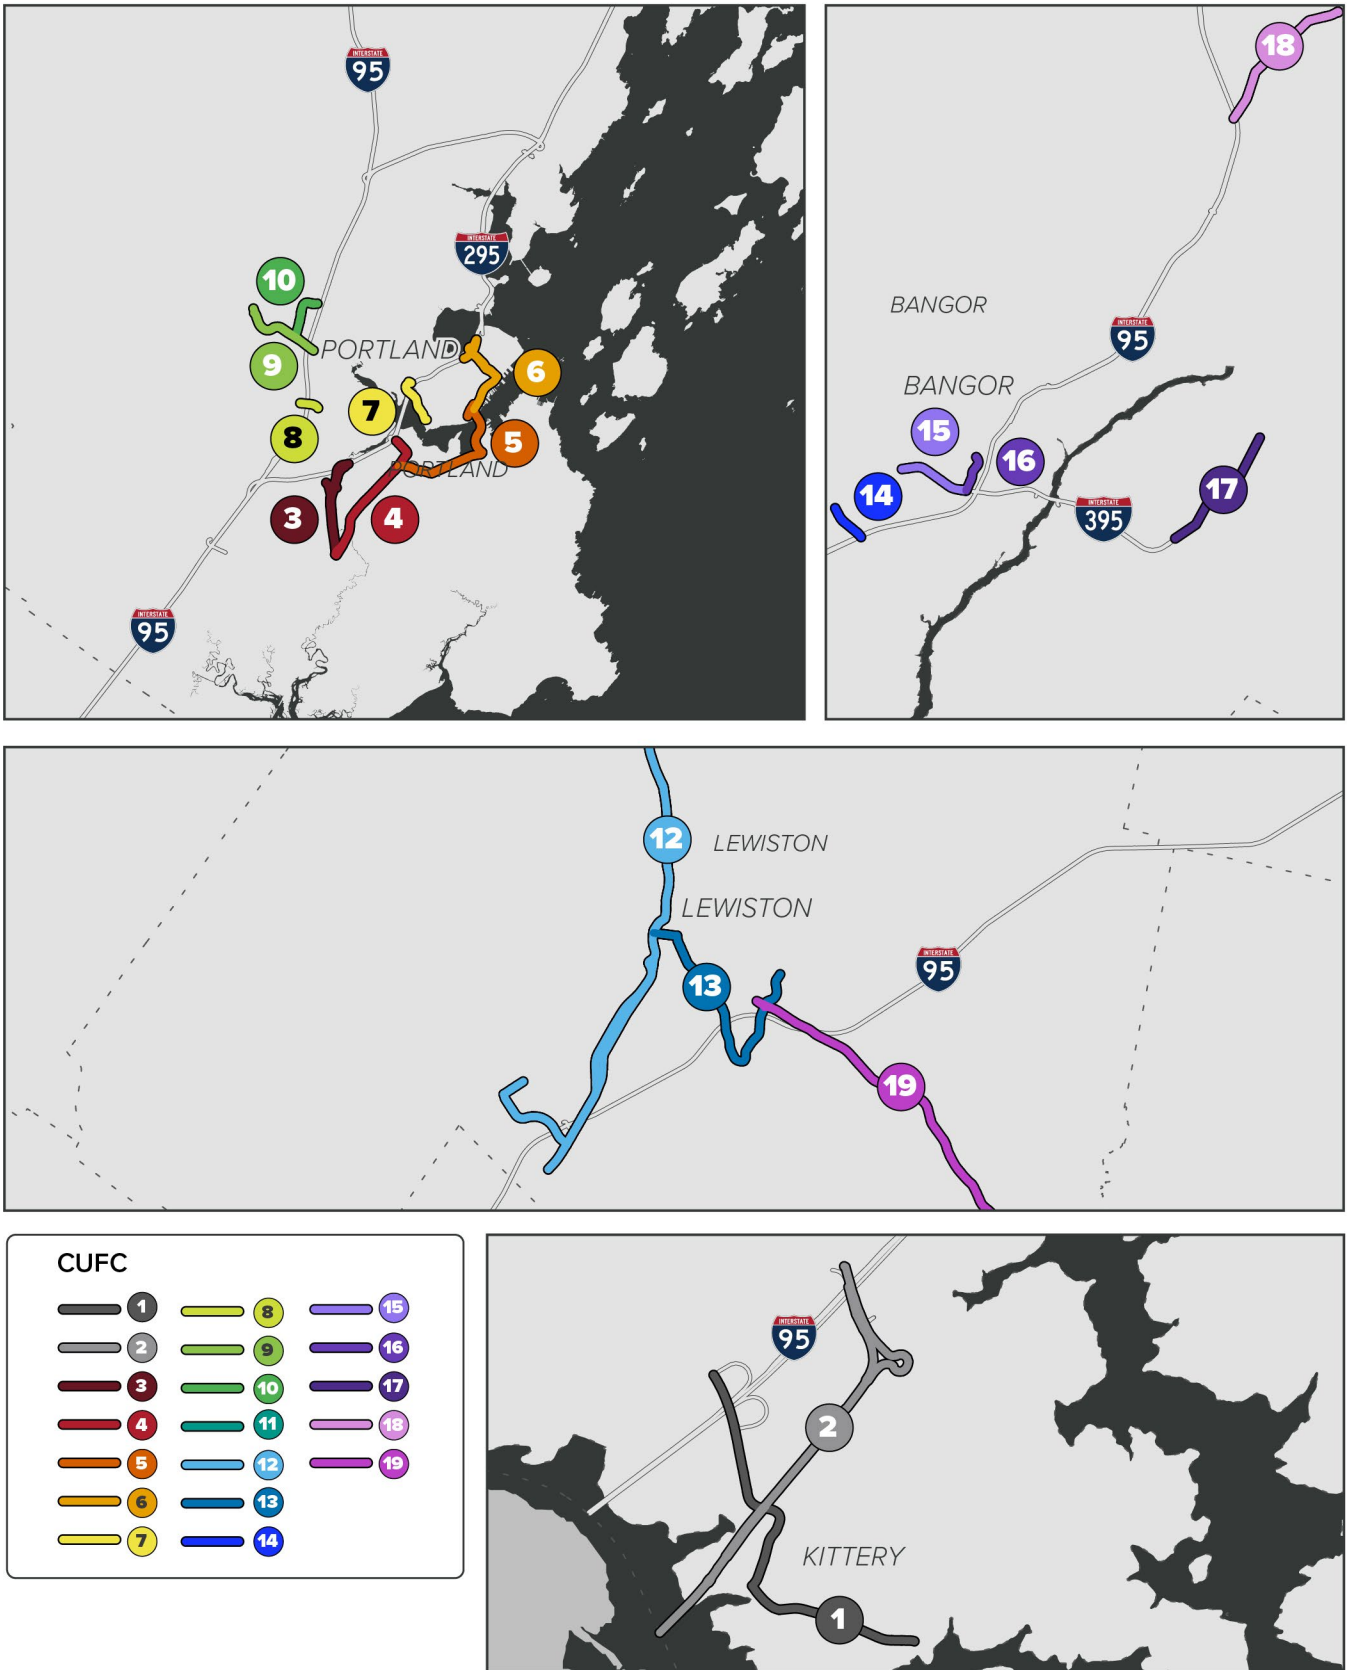 INTERSTATE
95
18
INTERSTATE
295
10
BANGOR
INTERSTATE
95
PORTLAND
9
6
BANGOR
7
15
8
5
16
PORTLAND
14
17
3
4
INTERSTATE
395
INTERSTATE
95
12
LEWISTON
LEWISTON
INTERSTATE
95
13
19
CUFC
1
8
15
2
9
16
3
10
17
4
11
18
5
12
19
6
13
7
14
INTERSTATE
95
2
KITTERY
1